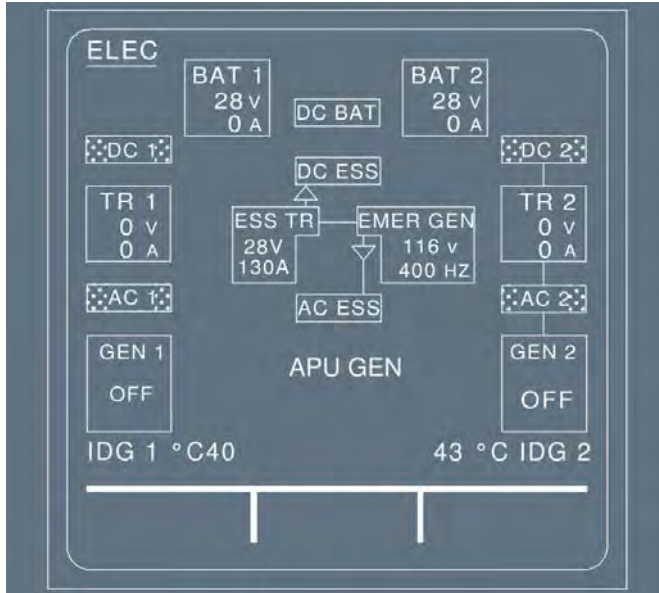 ELEC
BAT 1
28 V
0 A
BAT 2
28 V
0 A
DC BAT
DC 1
DC 2
DC ESS
TR 1
0 V
0 A
ESS TR
28V
130A
EMER GEN
116 v
400 HZ
TR 2
0 V
0 A
AC 1
AC ESS
AC 2
GEN 1
OFF
APU GEN
GEN 2
OFF
IDG 1 °C40
43 °C IDG 2